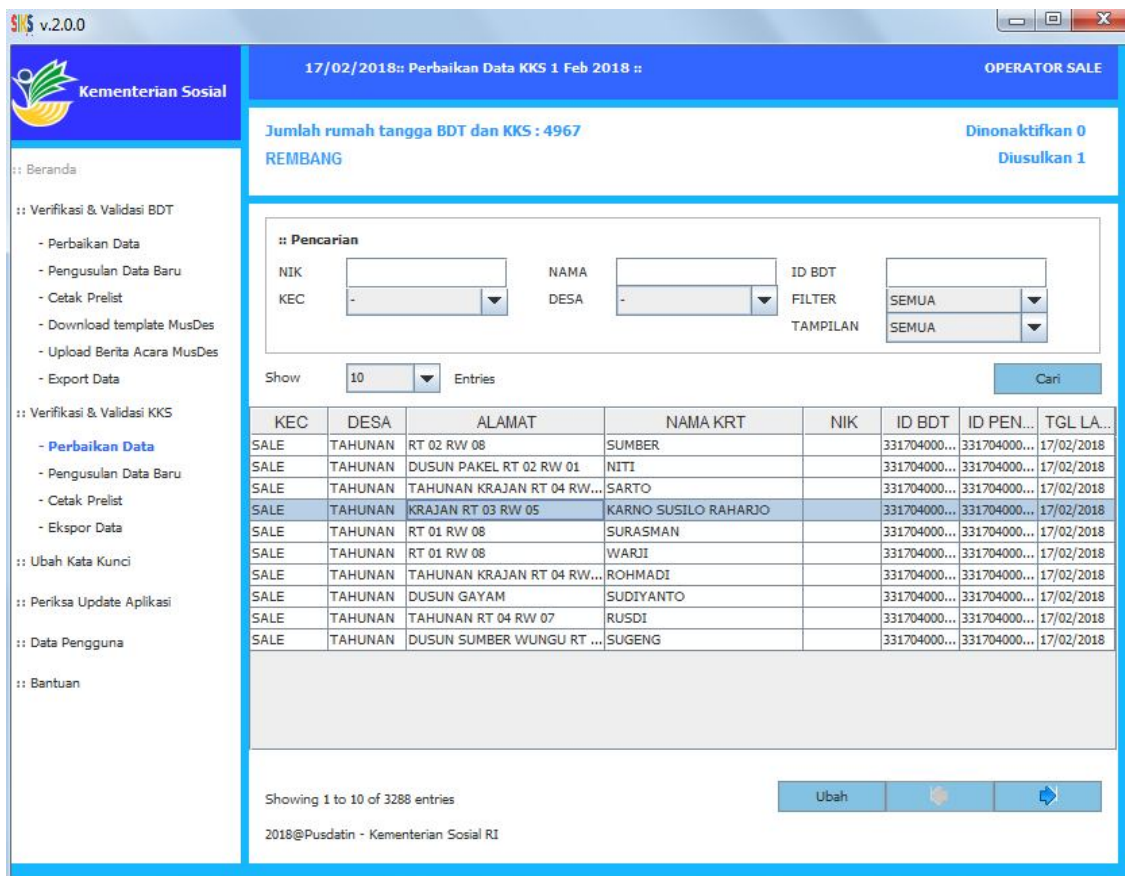 SIKS v.2.0.0
Kementerian Sosial
17/02/2018:: Perbaikan Data KKS 1 Feb 2018 :: OPERATOR SALE
Jumlah rumah tangga BDT dan KKS : 4967 Dinonaktifkan 0
REMBANG Diusulkan 1
:: Beranda
:: Verifikasi & Validasi BDT
- Perbaikan Data
- Pengusulan Data Baru
- Cetak Prelist
- Download template MusDes
- Upload Berita Acara MusDes
- Export Data
:: Verifikasi & Validasi KKS
- Perbaikan Data
- Pengusulan Data Baru
- Cetak Prelist
- Ekspor Data
:: Ubah Kata Kunci
:: Periksa Update Aplikasi
:: Data Pengguna
:: Bantuan
:: Pencarian
NIK NAMA ID BDT
KEC - DESA - FILTER SEMUA
TAMPILAN SEMUA
Show 10 Entries Cari
KEC DESA ALAMAT NAMA KRT NIK ID BDT ID PEN... TGL LA...
SALE TAHUNAN RT 02 RW 08 SUMBER 331704000... 331704000... 17/02/2018
SALE TAHUNAN DUSUN PAKEL RT 02 RW 01 NITI 331704000... 331704000... 17/02/2018
SALE TAHUNAN TAHUNAN KRAJAN RT 04 RW... SARTO 331704000... 331704000... 17/02/2018
SALE TAHUNAN KRAJAN RT 03 RW 05 KARNO SUSILO RAHARJO 331704000... 331704000... 17/02/2018
SALE TAHUNAN RT 01 RW 08 SURASMAN 331704000... 331704000... 17/02/2018
SALE TAHUNAN RT 01 RW 08 WARJI 331704000... 331704000... 17/02/2018
SALE TAHUNAN TAHUNAN KRAJAN RT 04 RW... ROHMADI 331704000... 331704000... 17/02/2018
SALE TAHUNAN DUSUN GAYAM SUDIYANTO 331704000... 331704000... 17/02/2018
SALE TAHUNAN TAHUNAN RT 04 RW 07 RUSDI 331704000... 331704000... 17/02/2018
SALE TAHUNAN DUSUN SUMBER WUNGU RT ... SUGENG 331704000... 331704000... 17/02/2018
Showing 1 to 10 of 3288 entries Ubah
2018@Pusdatin - Kementerian Sosial RI